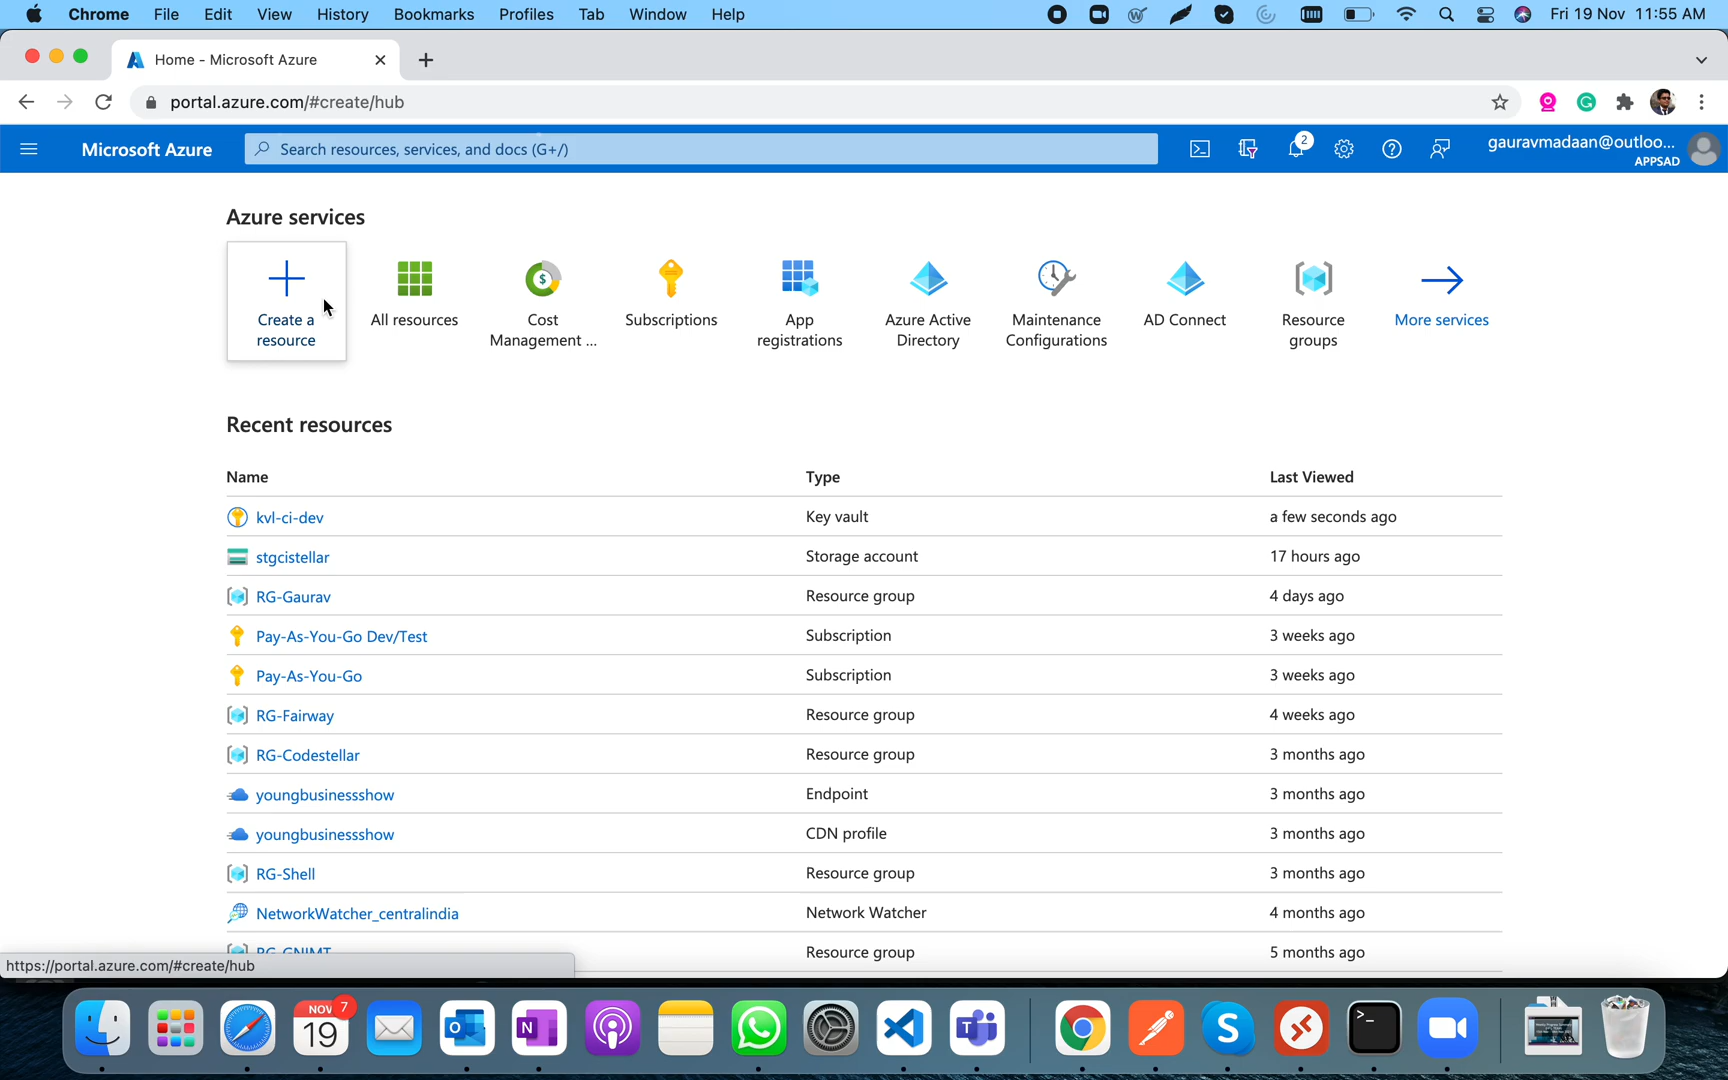 Chrome File Edit View History Bookmarks Profiles Tab Window Help Fri 19 Nov 11:55 AM
Home - Microsoft Azure
portal.azure.com/#create/hub
Microsoft Azure
Search resources, services, and docs (G+/)
2
gauravmadaan@outloo...
APPSAD
Azure services
Create a resource
All resources
Cost Management ...
Subscriptions
App registrations
Azure Active Directory
Maintenance Configurations
AD Connect
Resource groups
More services
Recent resources
Name Type Last Viewed
kvl-ci-dev Key vault a few seconds ago
stgcistellar Storage account 17 hours ago
RG-Gaurav Resource group 4 days ago
Pay-As-You-Go Dev/Test Subscription 3 weeks ago
Pay-As-You-Go Subscription 3 weeks ago
RG-Fairway Resource group 4 weeks ago
RG-Codestellar Resource group 3 months ago
youngbusinessshow Endpoint 3 months ago
youngbusinessshow CDN profile 3 months ago
RG-Shell Resource group 3 months ago
NetworkWatcher_centralindia Network Watcher 4 months ago
RG-GNIMT Resource group 5 months ago
https://portal.azure.com/#create/hub
NOV 7
19